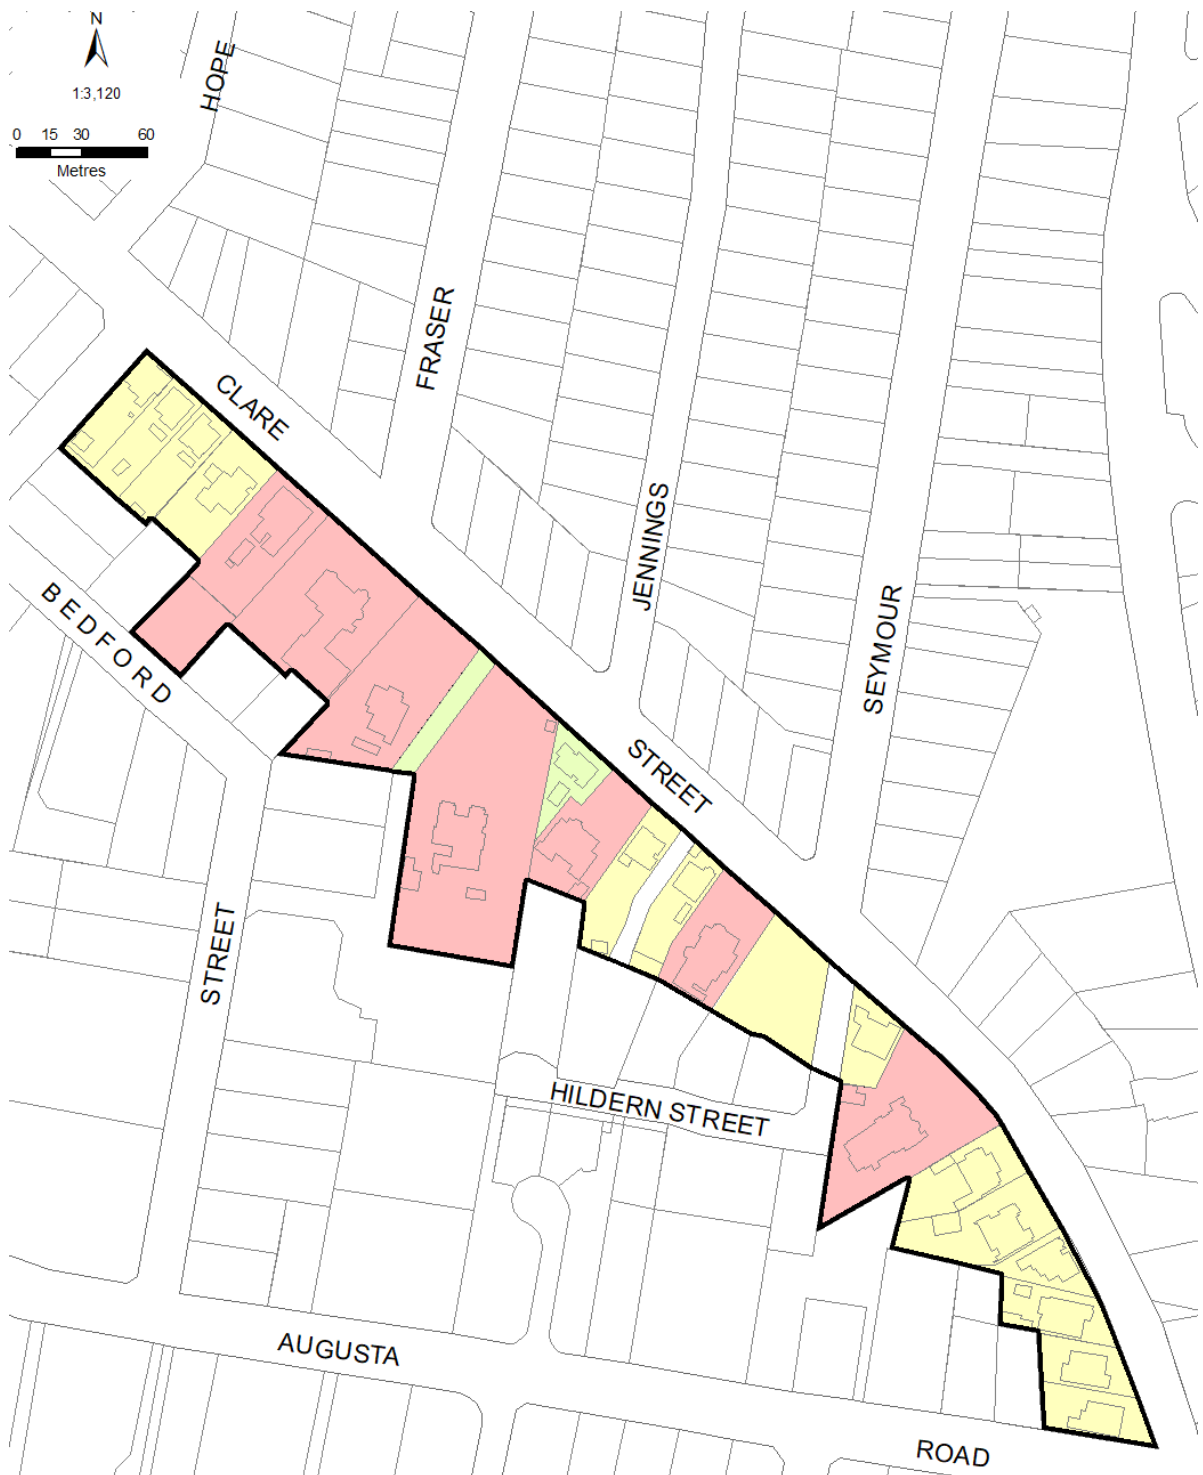 N
1:3,120
0 15 30 60
Metres
HOPE
FRASER
CLARE
JENNINGS
BEDFORD
SEYMOUR
STREET
STREET
HILDERN STREET
AUGUSTA
ROAD